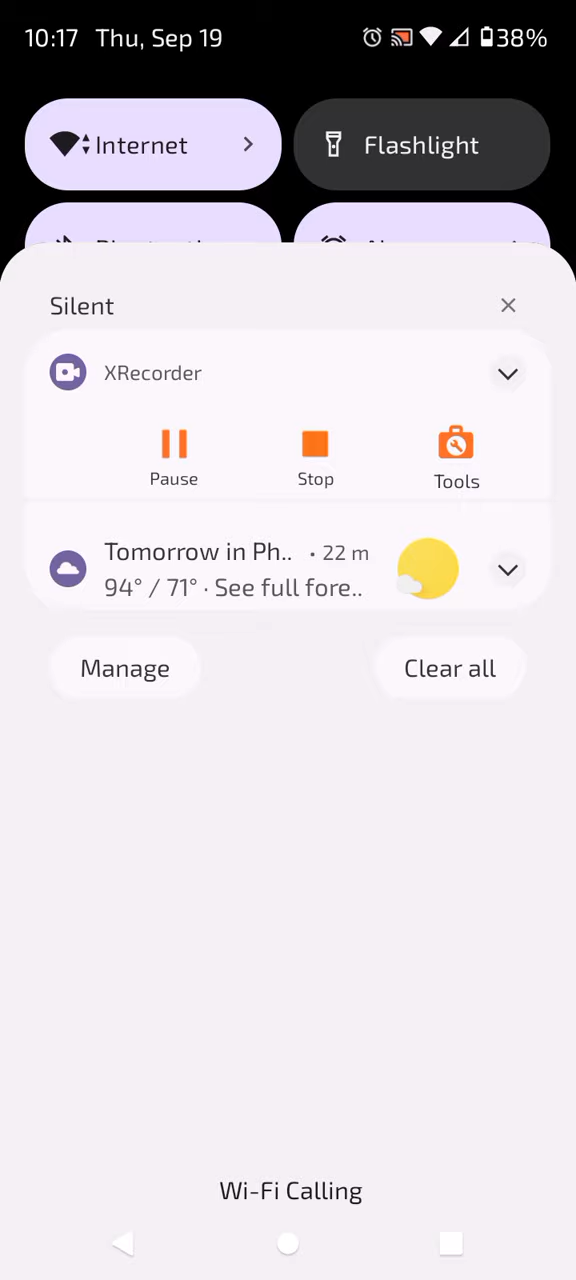 10:17 Thu, Sep 19 38%
Internet Flashlight
Silent
XRecorder
Pause Stop Tools
Tomorrow in Ph.. • 22 m
94° / 71° · See full fore..
Manage Clear all
Wi-Fi Calling